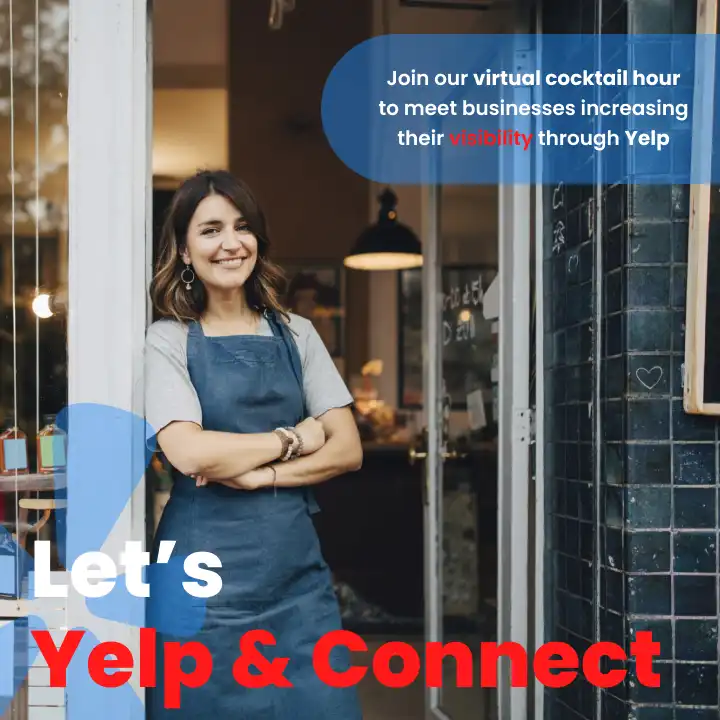 Join our virtual cocktail hour
to meet businesses increasing
their visibility through Yelp
Let's
Yelp & Connect